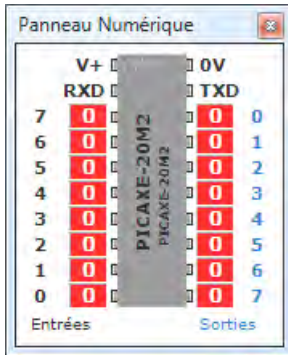 Panneau Numérique
V+ 0V
RXD TXD
7 0 0 0
6 0 0 1
5 0 0 2
4 0 0 3
3 0 0 4
2 0 0 5
1 0 0 6
0 0 0 7
PICAXE-20M2
PICAXE-20M2
Entrées Sorties